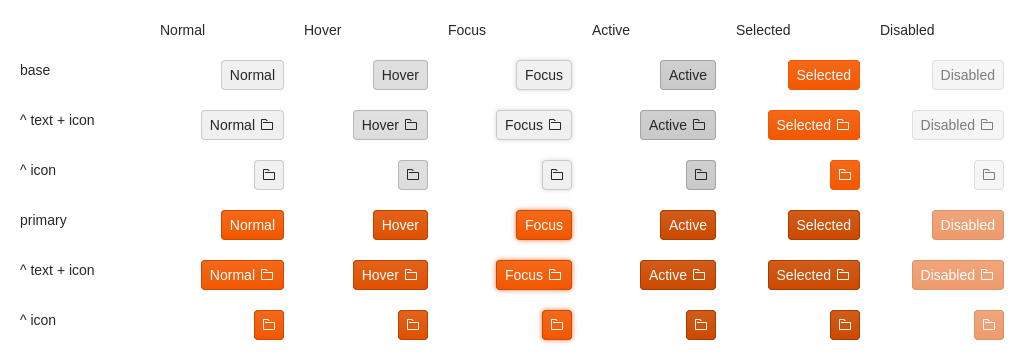 Normal Hover Focus Active Selected Disabled
base Normal Hover Focus Active Selected Disabled
^ text + icon Normal Hover Focus Active Selected Disabled
^ icon
primary Normal Hover Focus Active Selected Disabled
^ text + icon Normal Hover Focus Active Selected Disabled
^ icon